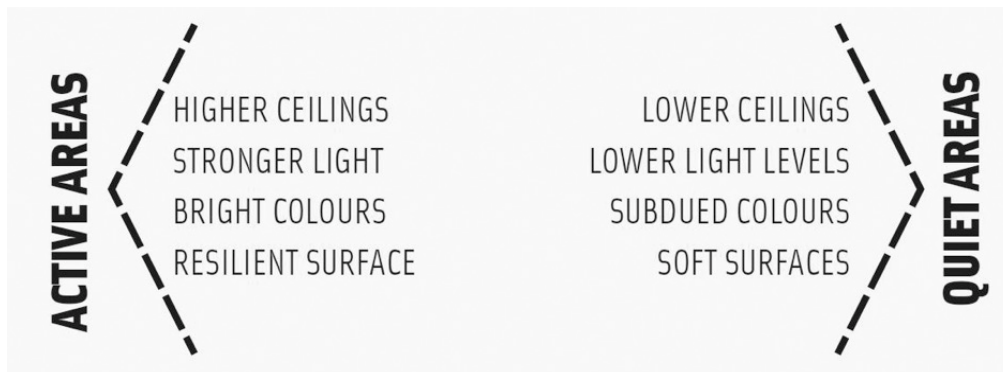 ACTIVE AREAS
HIGHER CEILINGS
STRONGER LIGHT
BRIGHT COLOURS
RESILIENT SURFACE
LOWER CEILINGS
LOWER LIGHT LEVELS
SUBDUED COLOURS
SOFT SURFACES
QUIET AREAS